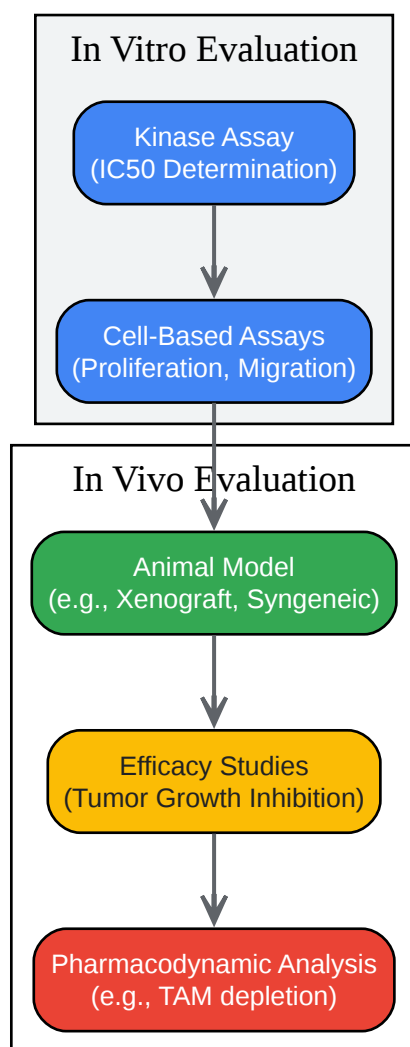 In Vitro Evaluation
Kinase Assay
(IC50 Determination)
Cell-Based Assays
(Proliferation, Migration)
In Vivo Evaluation
Animal Model
(e.g., Xenograft, Syngeneic)
Efficacy Studies
(Tumor Growth Inhibition)
Pharmacodynamic Analysis
(e.g., TAM depletion)